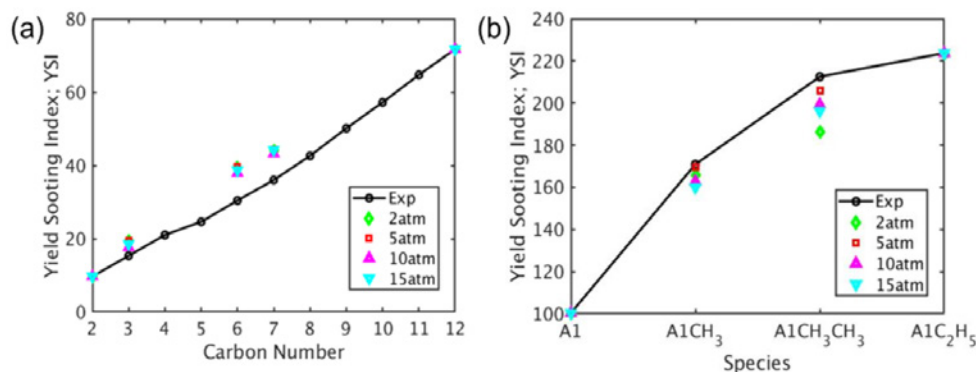 (a)
Yield Sooting Index; YSI
80
60
40
20
0
2 3 4 5 6 7 8 9 10 11 12
Carbon Number
Exp
2atm
5atm
10atm
15atm
(b)
Yield Sooting Index; YSI
240
220
200
180
160
140
120
100
A1 A1CH₃ A1CH₃CH₃ A1C₂H₅
Species
Exp
2atm
5atm
10atm
15atm